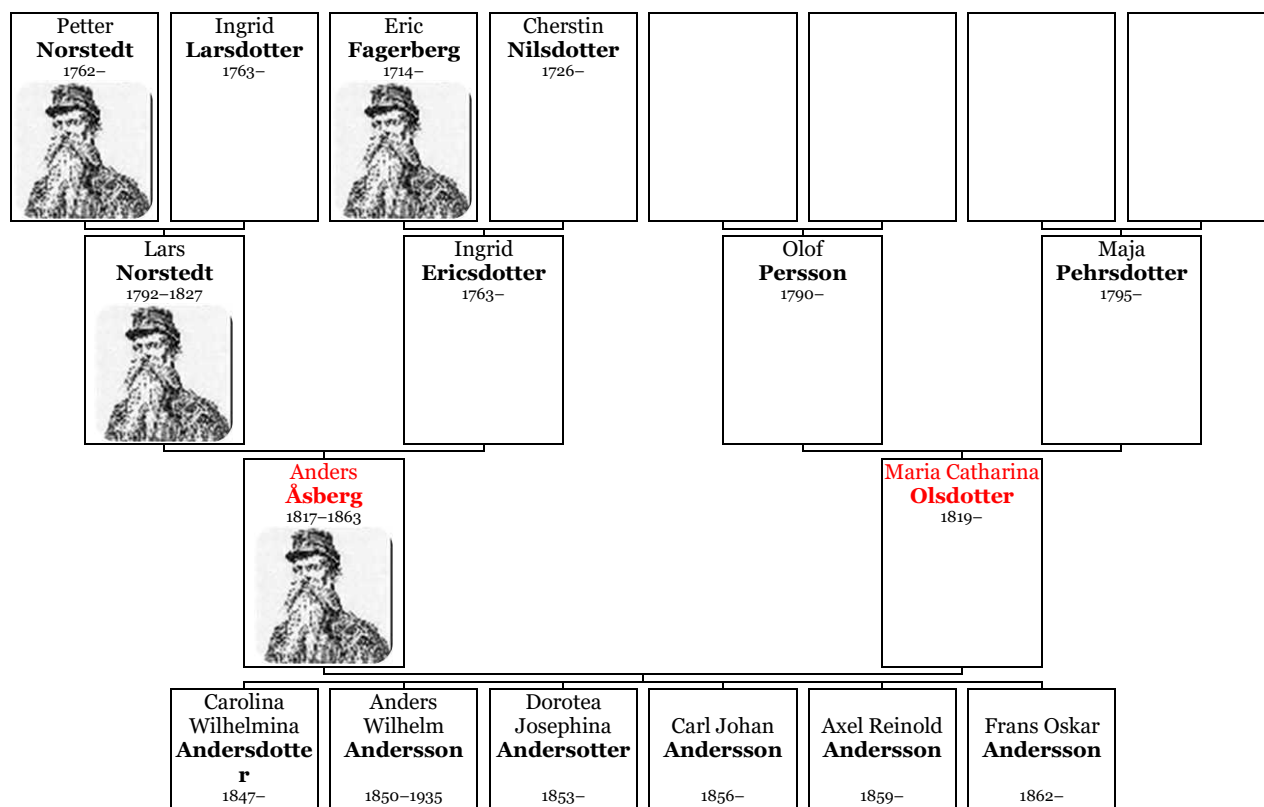 Petter
Norstedt
1762–
Ingrid
Larsdotter
1763–
Eric
Fagerberg
1714–
Cherstin
Nilsdotter
1726–
Lars
Norstedt
1792–1827
Ingrid
Ericsdotter
1763–
Olof
Persson
1790–
Maja
Pehrsdotter
1795–
Anders
Åsberg
1817–1863
Maria Catharina
Olsdotter
1819–
Carolina
Wilhelmina
Andersdotte
r
1847–
Anders
Wilhelm
Andersson
1850–1935
Dorotea
Josephina
Andersotter
1853–
Carl Johan
Andersson
1856–
Axel Reinold
Andersson
1859–
Frans Oskar
Andersson
1862–